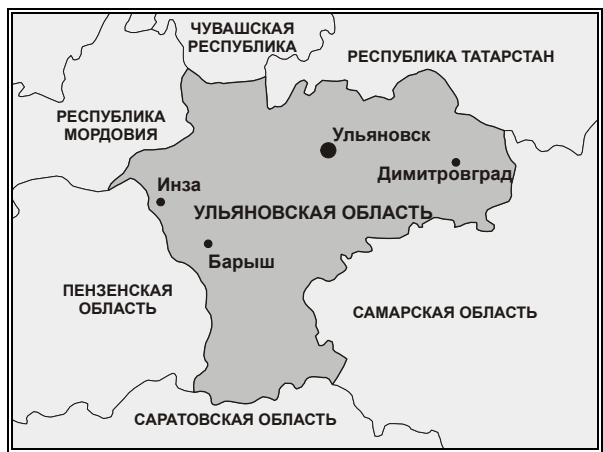 ЧУВАШСКАЯ
РЕСПУБЛИКА
РЕСПУБЛИКА ТАТАРСТАН
РЕСПУБЛИКА
МОРДОВИЯ
Ульяновск
Димитровград
Инза
УЛЬЯНОВСКАЯ ОБЛАСТЬ
Барыш
ПЕНЗЕНСКАЯ
ОБЛАСТЬ
САМАРСКАЯ ОБЛАСТЬ
САРАТОВСКАЯ ОБЛАСТЬ